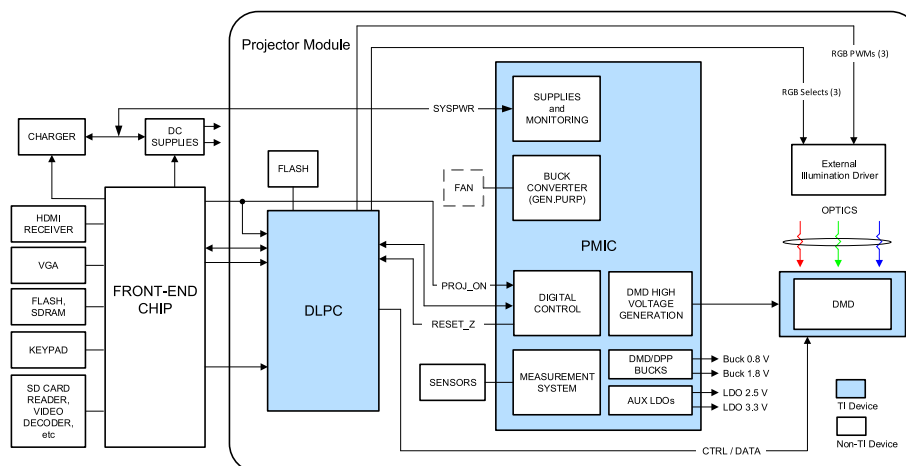 Projector Module
RGB PWMs (3)
RGB Selects (3)
SYSPWR
CHARGER
DC
SUPPLIES
SUPPLIES
and
MONITORING
FLASH
FAN
BUCK
CONVERTER
(GEN.PURP)
External
Illumination Driver
OPTICS
HDMI
RECEIVER
VGA
FLASH,
SDRAM
KEYPAD
SD CARD
READER,
VIDEO
DECODER,
etc
FRONT-END
CHIP
DLPC
PMIC
PROJ_ON
RESET_Z
DIGITAL
CONTROL
DMD HIGH
VOLTAGE
GENERATION
DMD
SENSORS
MEASUREMENT
SYSTEM
DMD/DPP
BUCKS
AUX LDOs
Buck 0.8 V
Buck 1.8 V
LDO 2.5 V
LDO 3.3 V
CTRL / DATA
TI Device
Non-TI Device